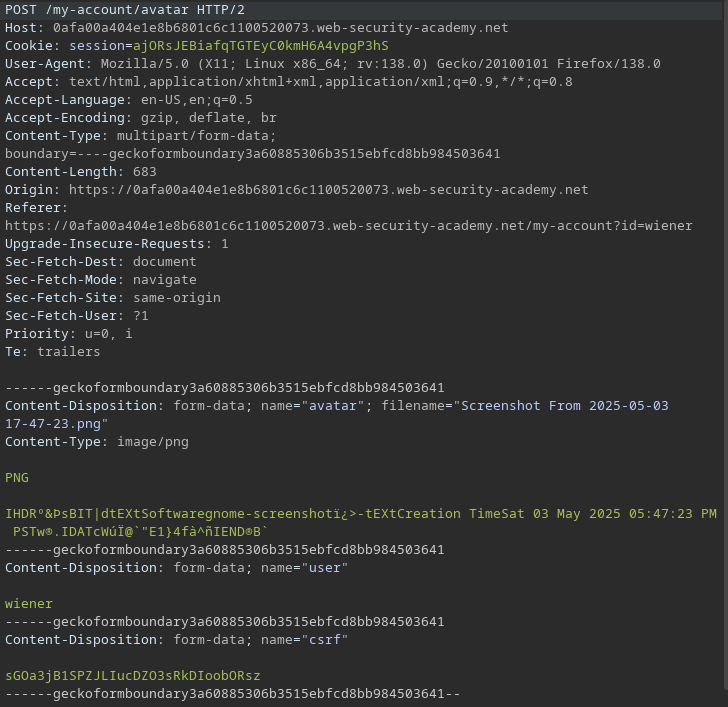 POST /my-account/avatar HTTP/2
Host: 0afa00a404e1e8b6801c6c1100520073.web-security-academy.net
Cookie: session=ajORsJEBiafqTGTEyC0kmH6A4vpgP3hS
User-Agent: Mozilla/5.0 (X11; Linux x86_64; rv:138.0) Gecko/20100101 Firefox/138.0
Accept: text/html,application/xhtml+xml,application/xml;q=0.9,*/*;q=0.8
Accept-Language: en-US,en;q=0.5
Accept-Encoding: gzip, deflate, br
Content-Type: multipart/form-data;
boundary=----geckoformboundary3a60885306b3515ebfcd8bb984503641
Content-Length: 683
Origin: https://0afa00a404e1e8b6801c6c1100520073.web-security-academy.net
Referer:
https://0afa00a404e1e8b6801c6c1100520073.web-security-academy.net/my-account?id=wiener
Upgrade-Insecure-Requests: 1
Sec-Fetch-Dest: document
Sec-Fetch-Mode: navigate
Sec-Fetch-Site: same-origin
Sec-Fetch-User: ?1
Priority: u=0, i
Te: trailers

------geckoformboundary3a60885306b3515ebfcd8bb984503641
Content-Disposition: form-data; name="avatar"; filename="Screenshot From 2025-05-03
17-47-23.png"
Content-Type: image/png

PNG

IHDRº&ÞsBIT|dtEXtSoftwaregnome-screenshotï¿>-tEXtCreation TimeSat 03 May 2025 05:47:23 PM
PSTw®.IDATcWúÏ@`"E1}4fà^ñIEND®B`
------geckoformboundary3a60885306b3515ebfcd8bb984503641
Content-Disposition: form-data; name="user"

wiener
------geckoformboundary3a60885306b3515ebfcd8bb984503641
Content-Disposition: form-data; name="csrf"

sGOa3jB1SPZJLIucDZO3sRkDIoobORsz
------geckoformboundary3a60885306b3515ebfcd8bb984503641--